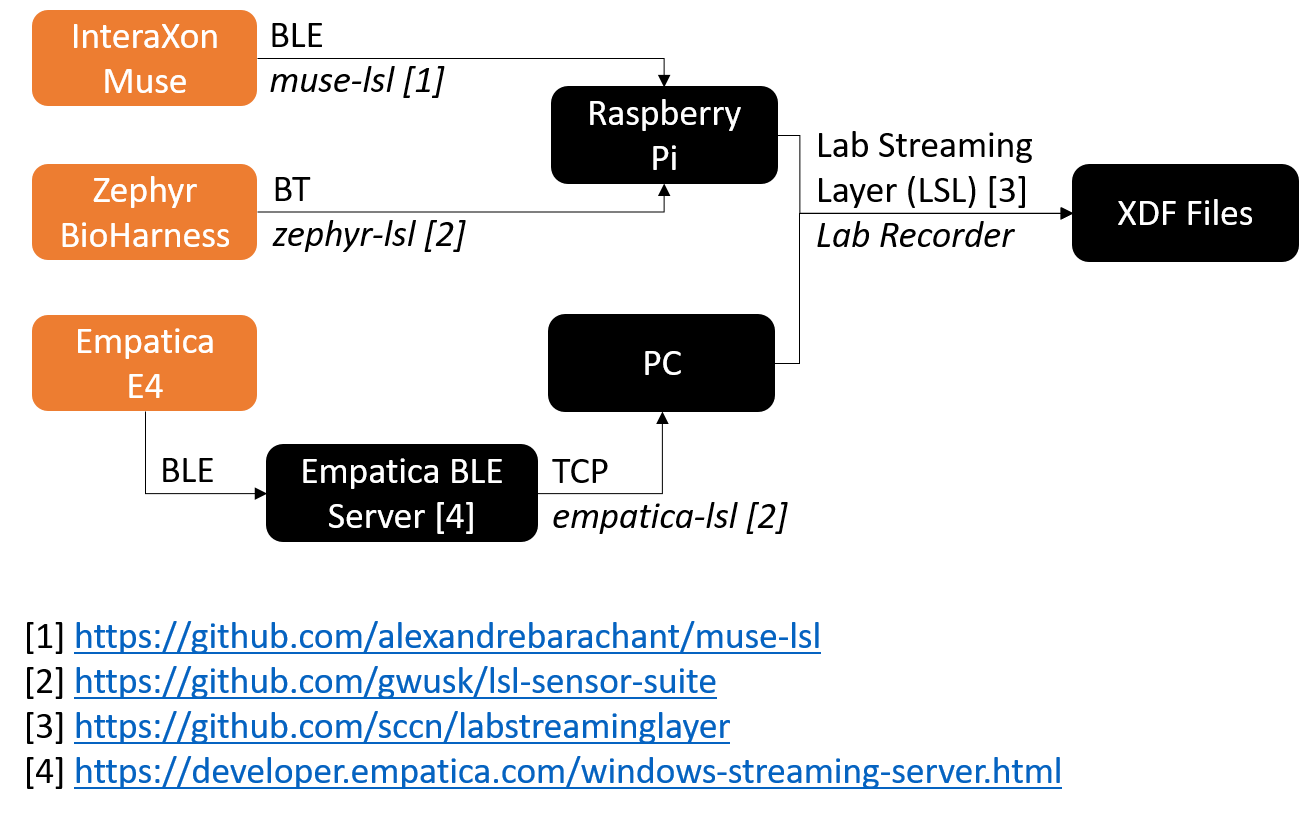 InteraXon
Muse
BLE
muse-lsl [1]
Raspberry
Pi
Zephyr
BioHarness
BT
zephyr-lsl [2]
Lab Streaming
Layer (LSL) [3]
Lab Recorder
XDF Files
Empatica
E4
PC
BLE
Empatica BLE
Server [4]
TCP
empatica-lsl [2]
[1] https://github.com/alexandrebarachant/muse-lsl
[2] https://github.com/gwusk/lsl-sensor-suite
[3] https://github.com/sccn/labstreaminglayer
[4] https://developer.empatica.com/windows-streaming-server.html